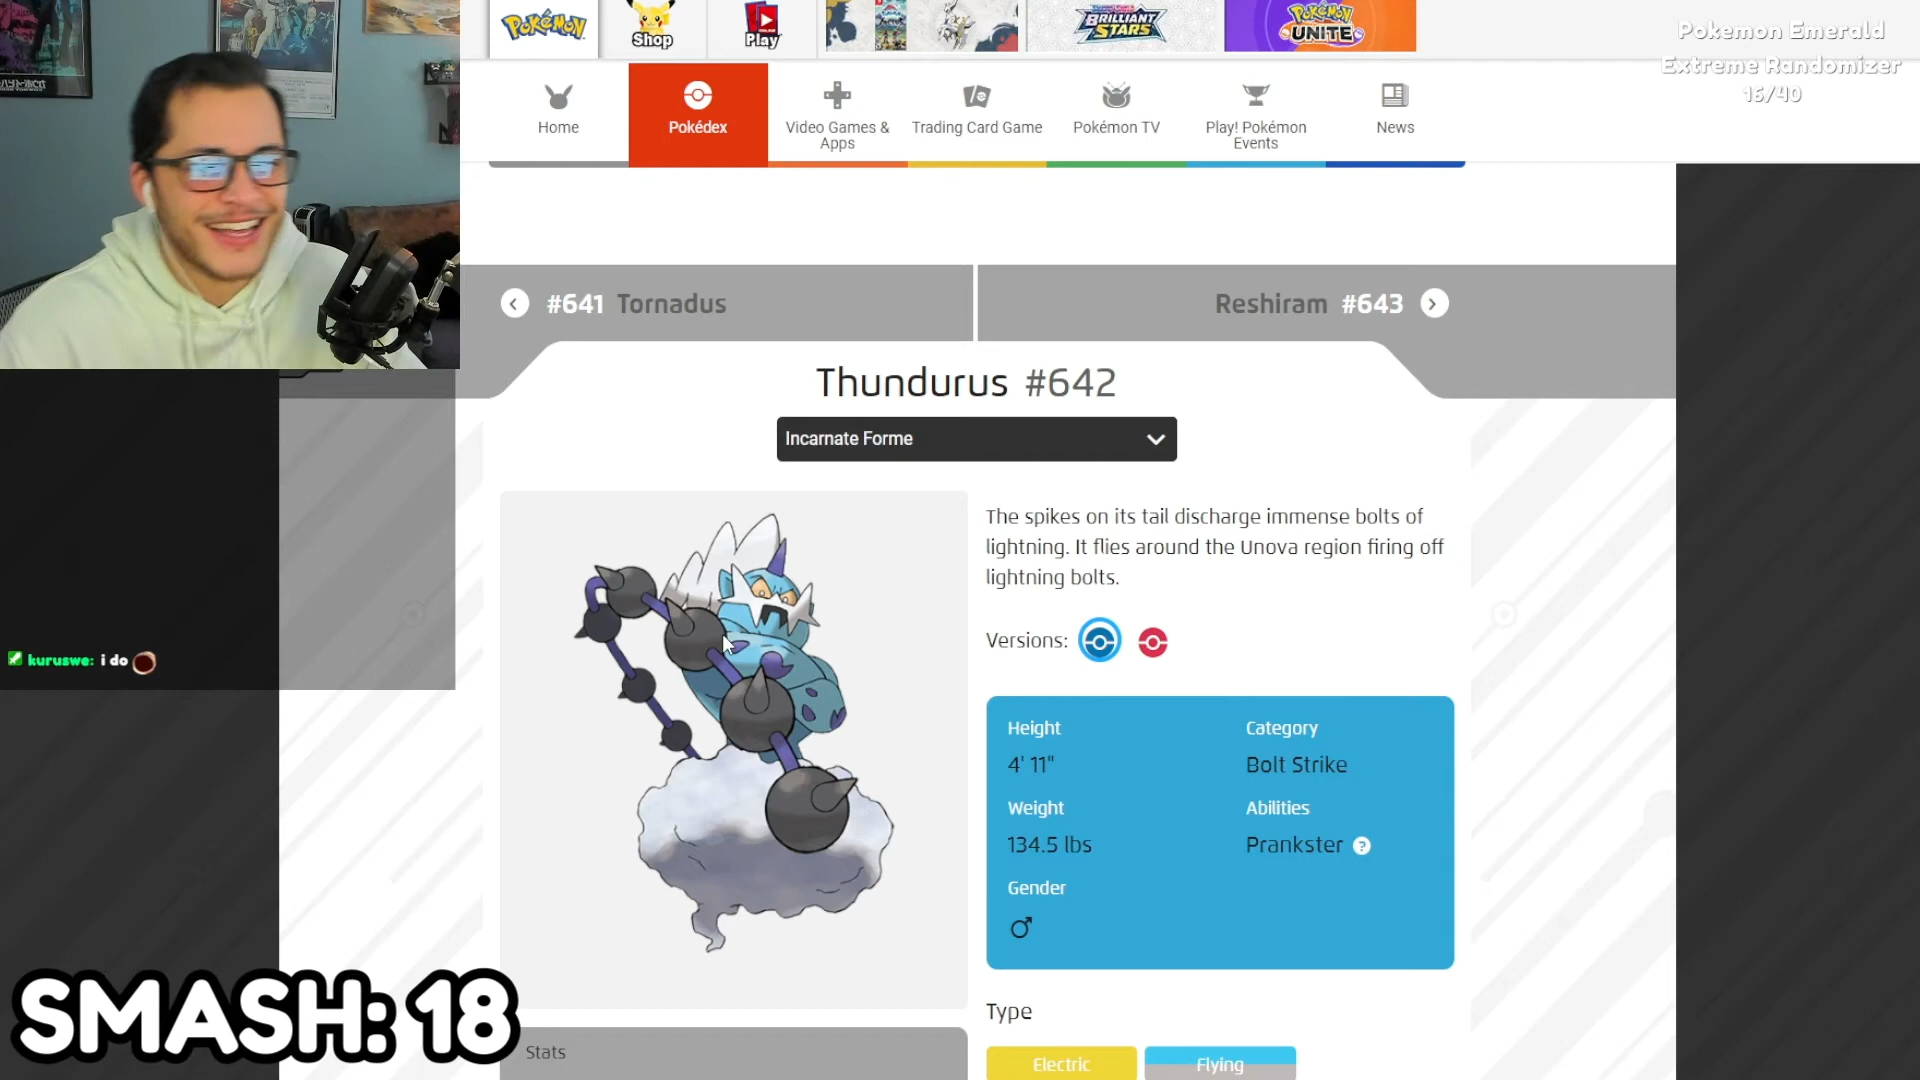 Pokémon
Shop
Play
BRILLIANT
STARS
Pokémon
UNITE
Pokemon Emerald
Extreme Randomizer
16/40
Home
Pokédex
Video Games &
Apps
Trading Card Game
Pokémon TV
Play! Pokémon
Events
News
#641 Tornadus
Reshiram #643
Thundurus #642
Incarnate Forme
The spikes on its tail discharge immense bolts of
lightning. It flies around the Unova region firing off
lightning bolts.
Versions:
kuruswe: i do
Height
4' 11"
Category
Bolt Strike
Weight
134.5 lbs
Abilities
Prankster ?
Gender
Type
Electric
Flying
Stats
SMASH: 18